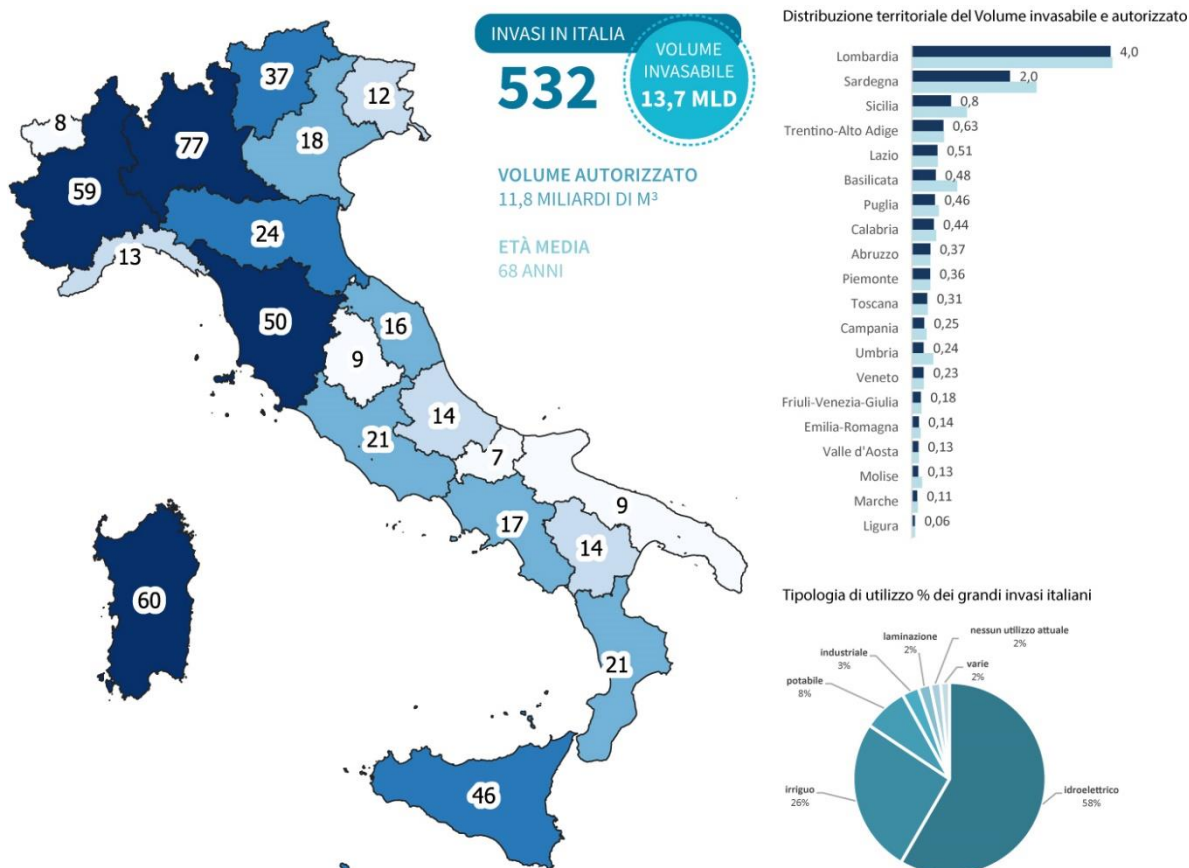 INVASI IN ITALIA
532
VOLUME
INVASABILE
13,7 MLD
VOLUME AUTORIZZATO
11,8 MILIARDI DI M³
ETÀ MEDIA
68 ANNI
37
12
8
18
77
59
24
13
50
16
9
14
21
7
9
17
14
60
21
46
Distribuzione territoriale del Volume invasabile e autorizzato
Lombardia 4,0
Sardegna 2,0
Sicilia 0,8
Trentino-Alto Adige 0,63
Lazio 0,51
Basilicata 0,48
Puglia 0,46
Calabria 0,44
Abruzzo 0,37
Piemonte 0,36
Toscana 0,31
Campania 0,25
Umbria 0,24
Veneto 0,23
Friuli-Venezia-Giulia 0,18
Emilia-Romagna 0,14
Valle d'Aosta 0,13
Molise 0,13
Marche 0,11
Ligura 0,06
Tipologia di utilizzo % dei grandi invasi italiani
nessun utilizzo attuale
2%
laminazione
2%
industriale
3%
varie
2%
potabile
8%
irriguo
26%
idroelettrico
58%